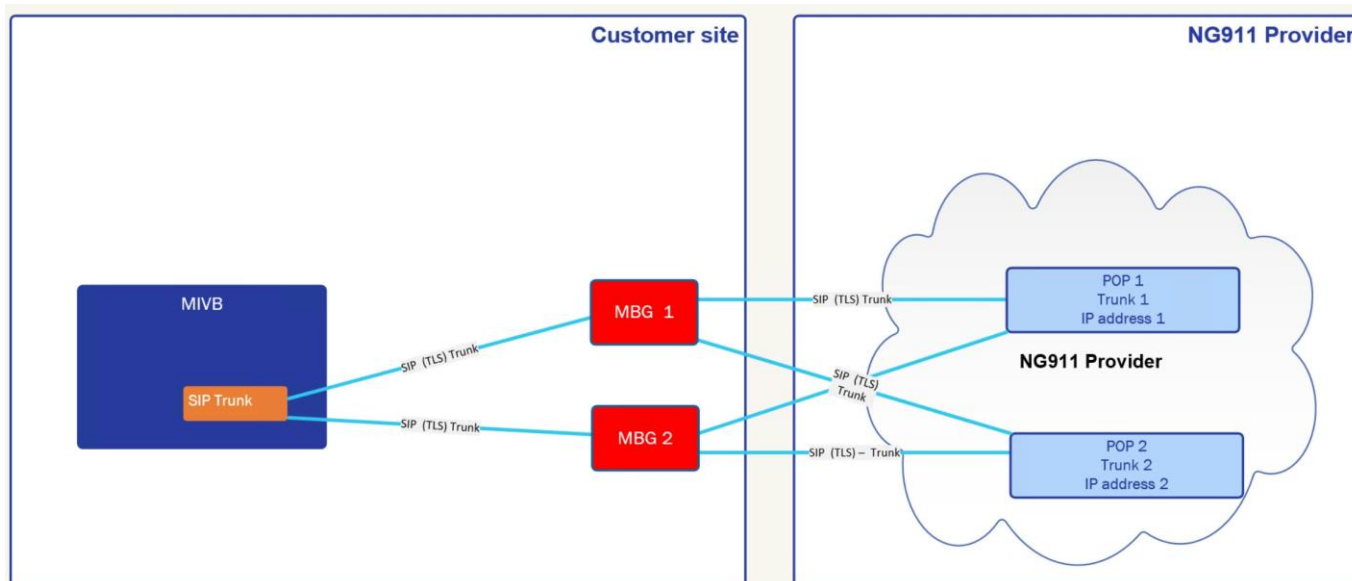 Customer site
NG911 Provider
MIVB
SIP Trunk
SIP (TLS) Trunk
SIP (TLS) Trunk
MBG 1
MBG 2
SIP (TLS) Trunk
SIP (TLS)
Trunk
SIP (TLS) – Trunk
POP 1
Trunk 1
IP address 1
NG911 Provider
POP 2
Trunk 2
IP address 2